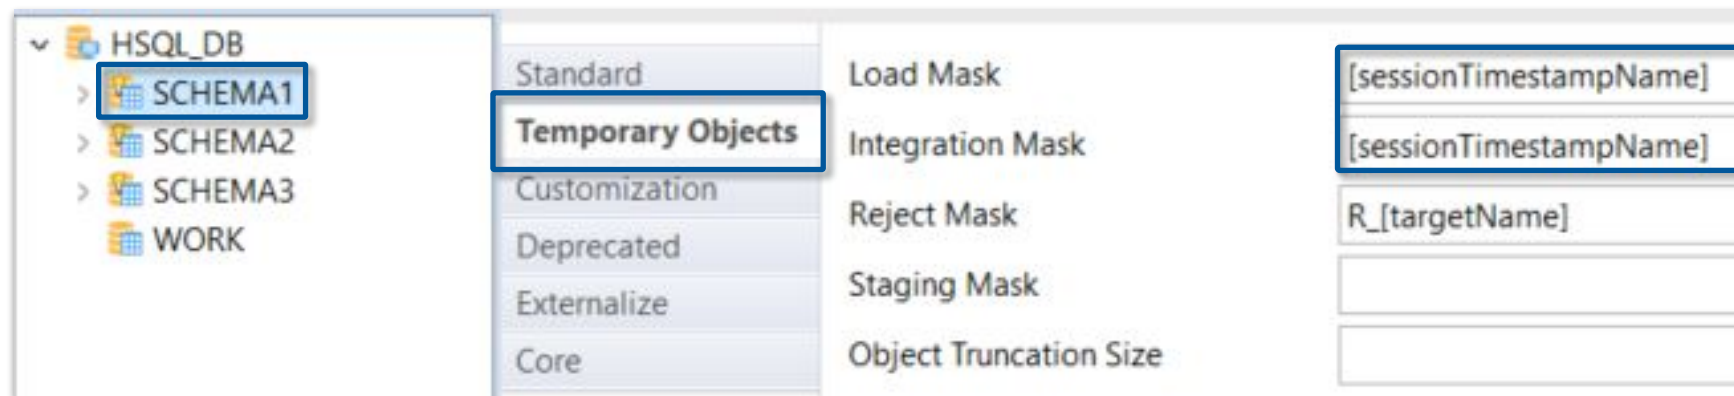 HSQL_DB
SCHEMA1
SCHEMA2
SCHEMA3
WORK
Standard
Temporary Objects
Customization
Deprecated
Externalize
Core
Load Mask [sessionTimestampName]
Integration Mask [sessionTimestampName]
Reject Mask R_[targetName]
Staging Mask
Object Truncation Size